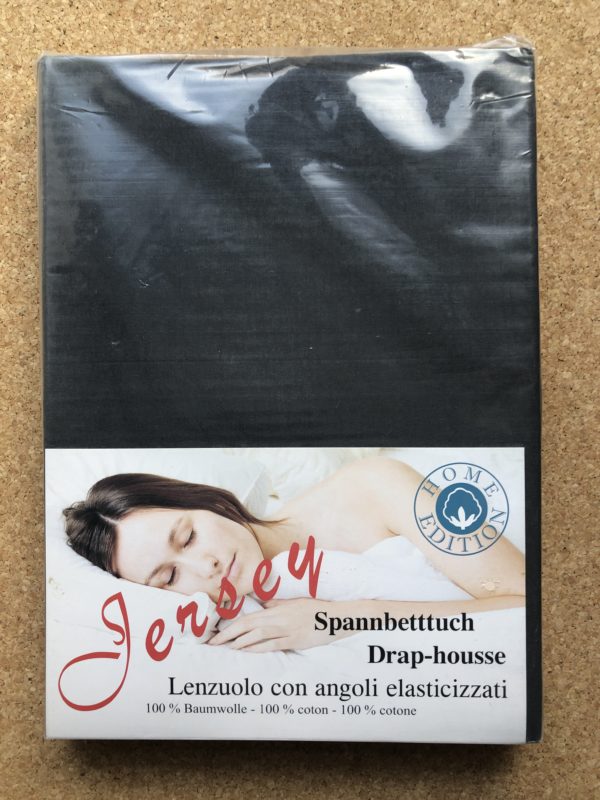 HOME
EDITION
Jersey
Spannbetttuch
Drap-housse
Lenzuolo con angoli elasticizzati
100 % Baumwolle - 100 % coton - 100 % cotone